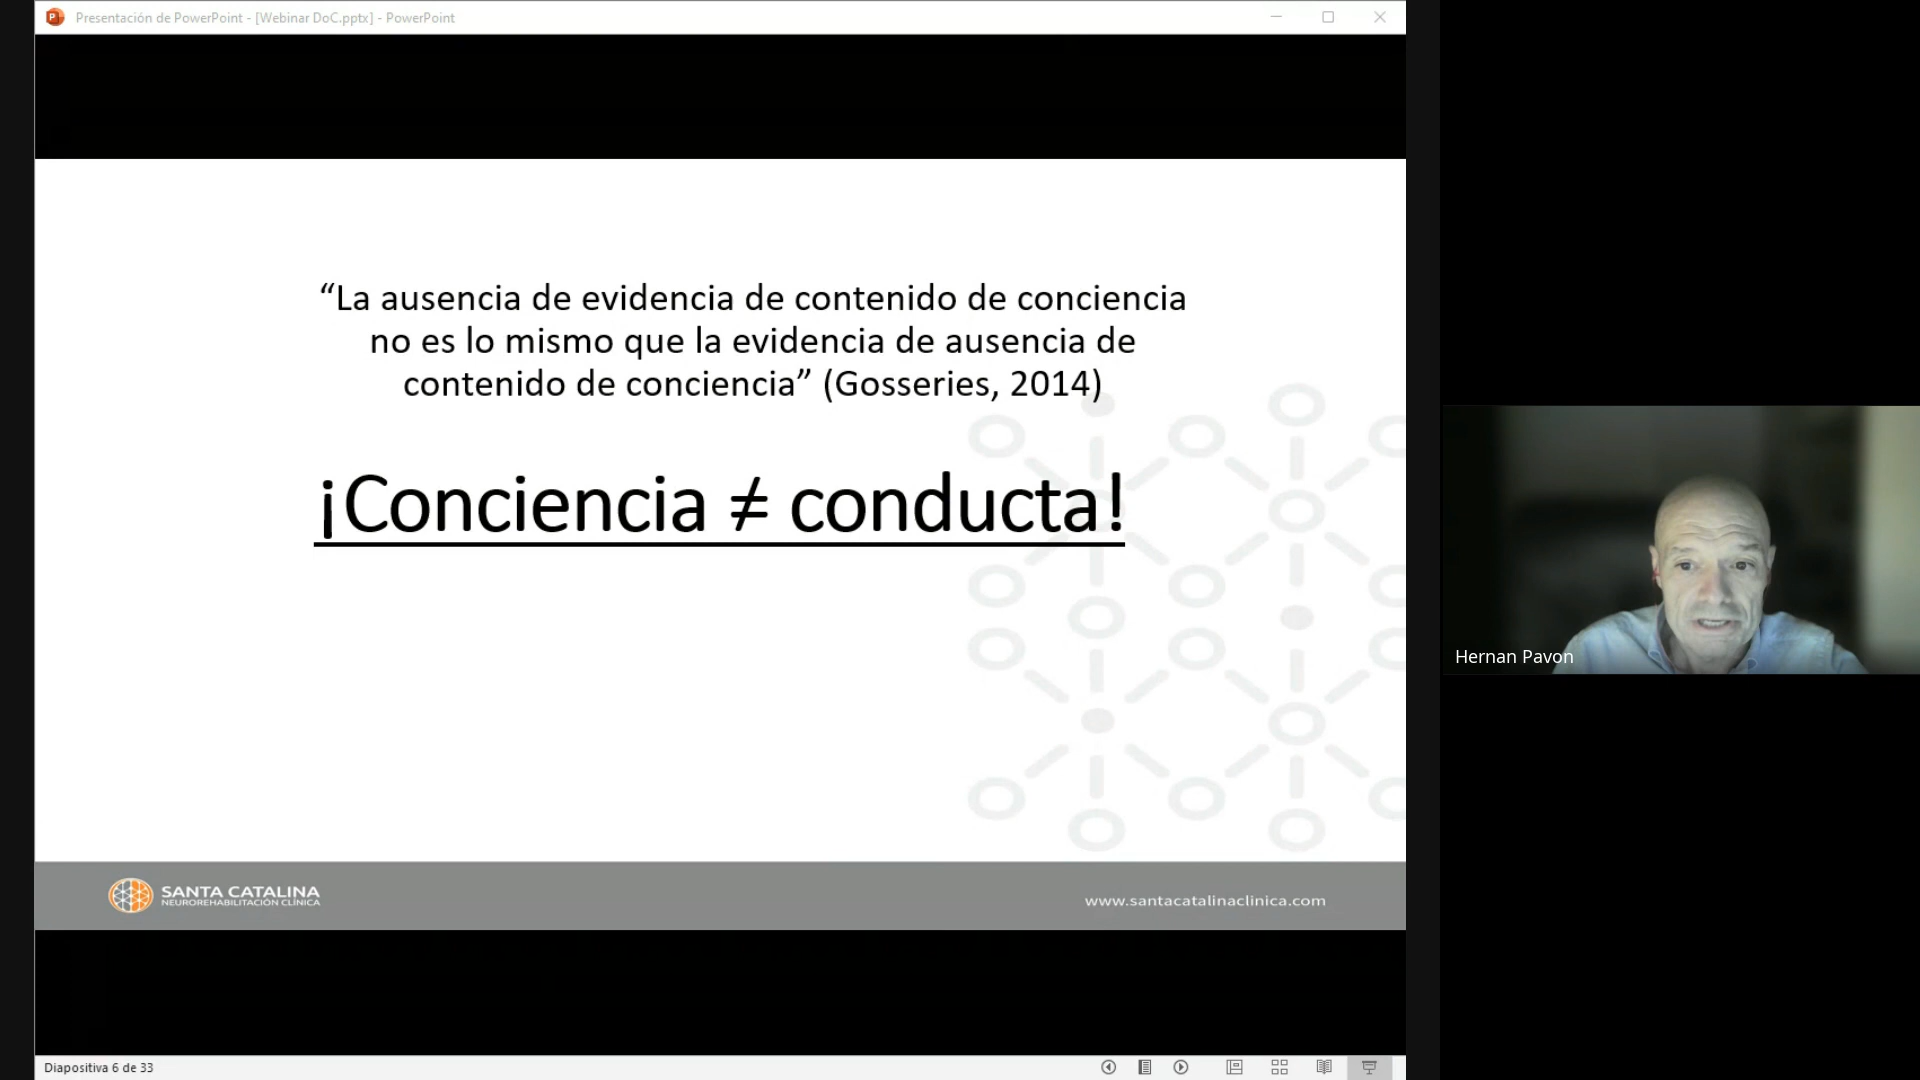 Presentación de PowerPoint - [Webinar DoC.pptx] - PowerPoint
“La ausencia de evidencia de contenido de conciencia
no es lo mismo que la evidencia de ausencia de
contenido de conciencia” (Gosseries, 2014)
¡Conciencia ≠ conducta!
Hernan Pavon
SANTA CATALINA
NEUROREHABILITACIÓN CLÍNICA
www.santacatalinaclinica.com
Diapositiva 6 de 33